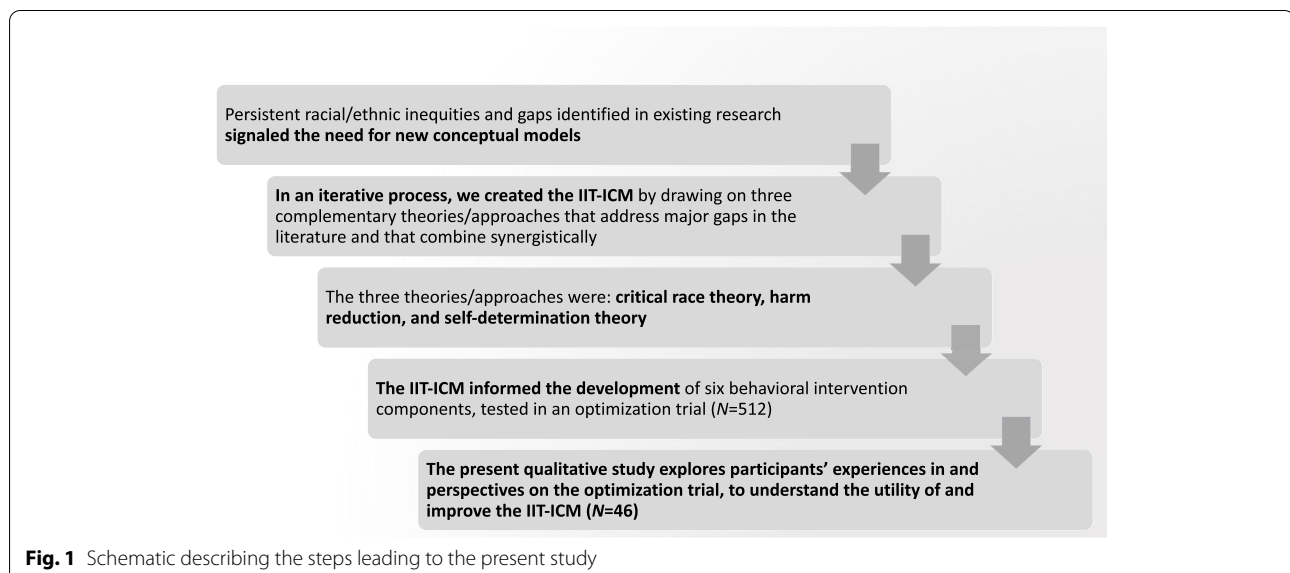 Persistent racial/ethnic inequities and gaps identified in existing research
signaled the need for new conceptual models
In an iterative process, we created the IIT-ICM by drawing on three
complementary theories/approaches that address major gaps in the
literature and that combine synergistically
The three theories/approaches were: critical race theory, harm
reduction, and self-determination theory
The IIT-ICM informed the development of six behavioral intervention
components, tested in an optimization trial (N=512)
The present qualitative study explores participants’ experiences in and
perspectives on the optimization trial, to understand the utility of and
improve the IIT-ICM (N=46)
Fig. 1 Schematic describing the steps leading to the present study